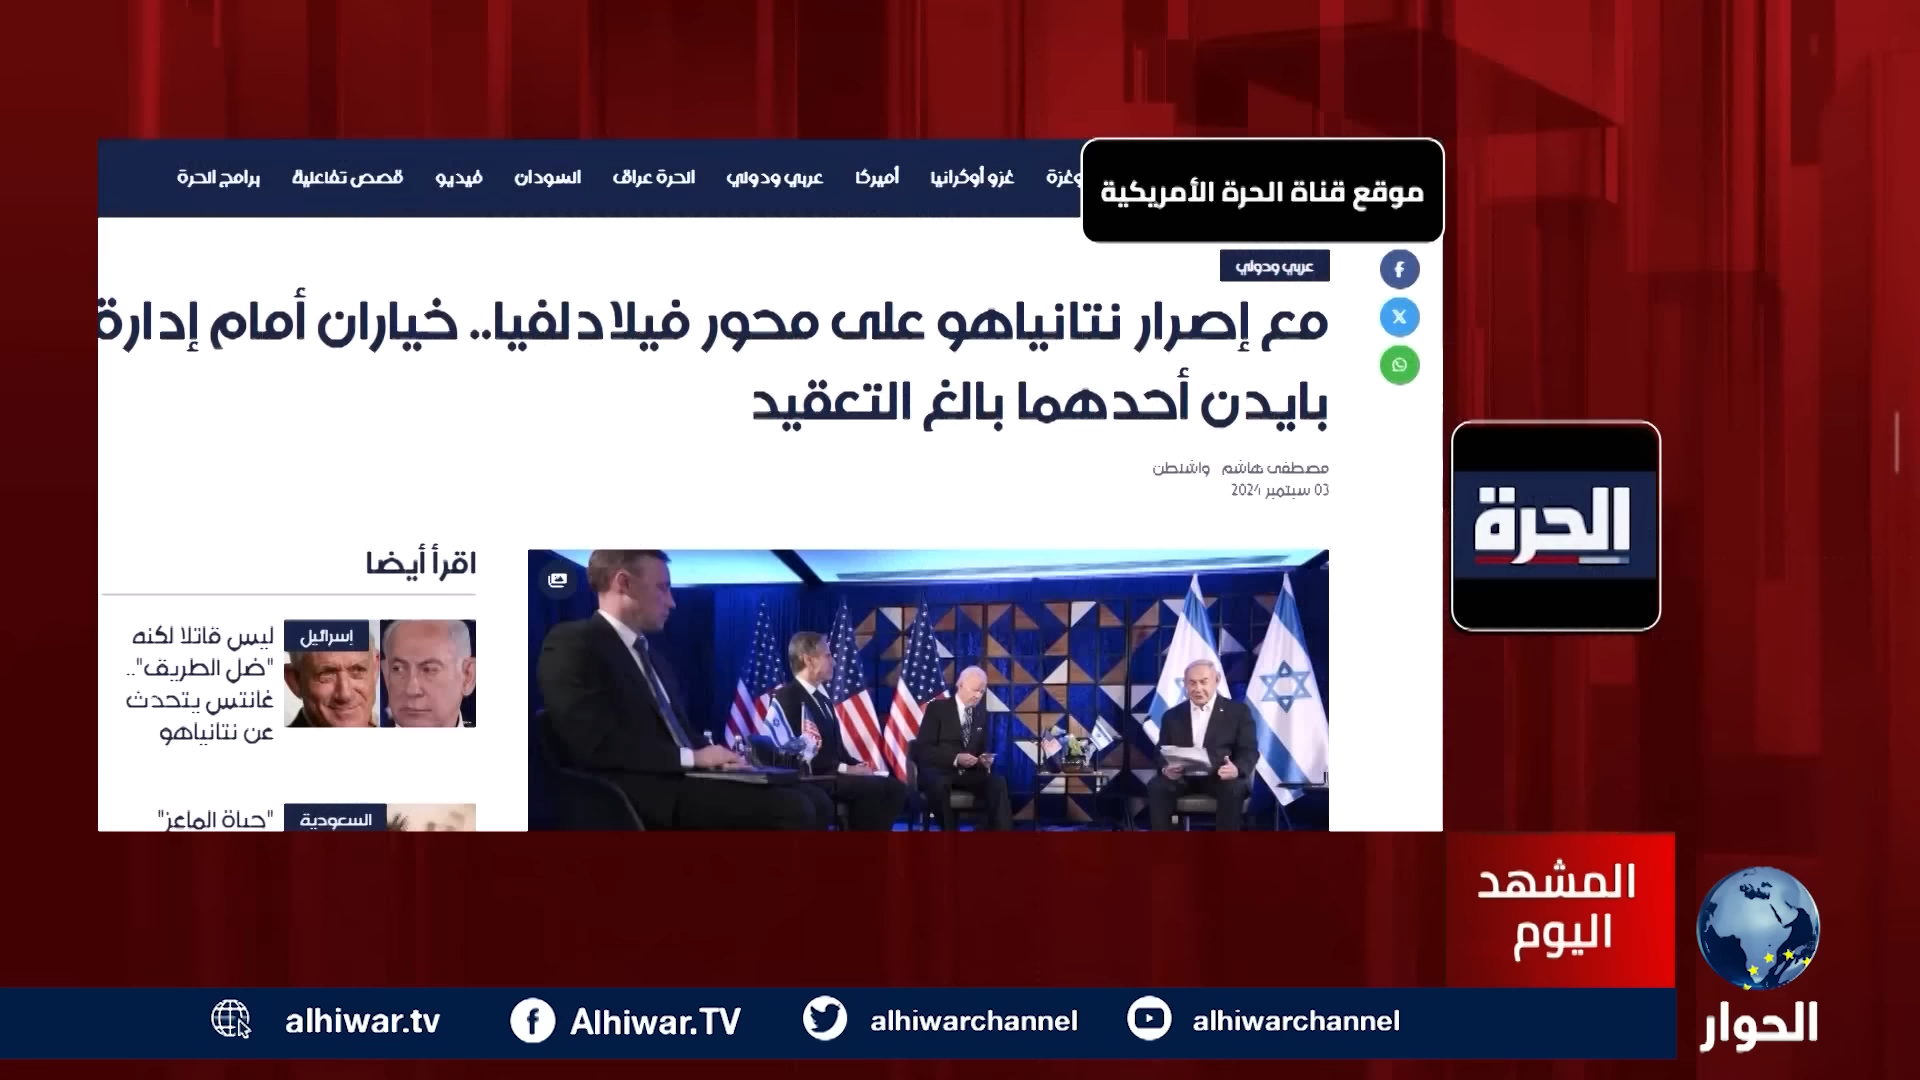 موقع قناة الحرة الأمريكية
وغزة غزو أوكرانيا أميركا عربي ودولي الحرة عراق السودان فيديو قصص تفاعلية برامج الحرة
عربي ودولي
مع إصرار نتانياهو على محور فيلادلفيا.. خياران أمام إدارة
بايدن أحدهما بالغ التعقيد
مصطفى هاشم واشنطن
03 سبتمبر 2024
الحرة
اقرأ أيضا
إسرائيل
ليس قاتلا لكنه
"ضل الطريق"..
غانتس يتحدث
عن نتانياهو
السعودية
"حياة الماعز"
المشهد
اليوم
الحوار
alhiwar.tv
Alhiwar.TV
alhiwarchannel
alhiwarchannel